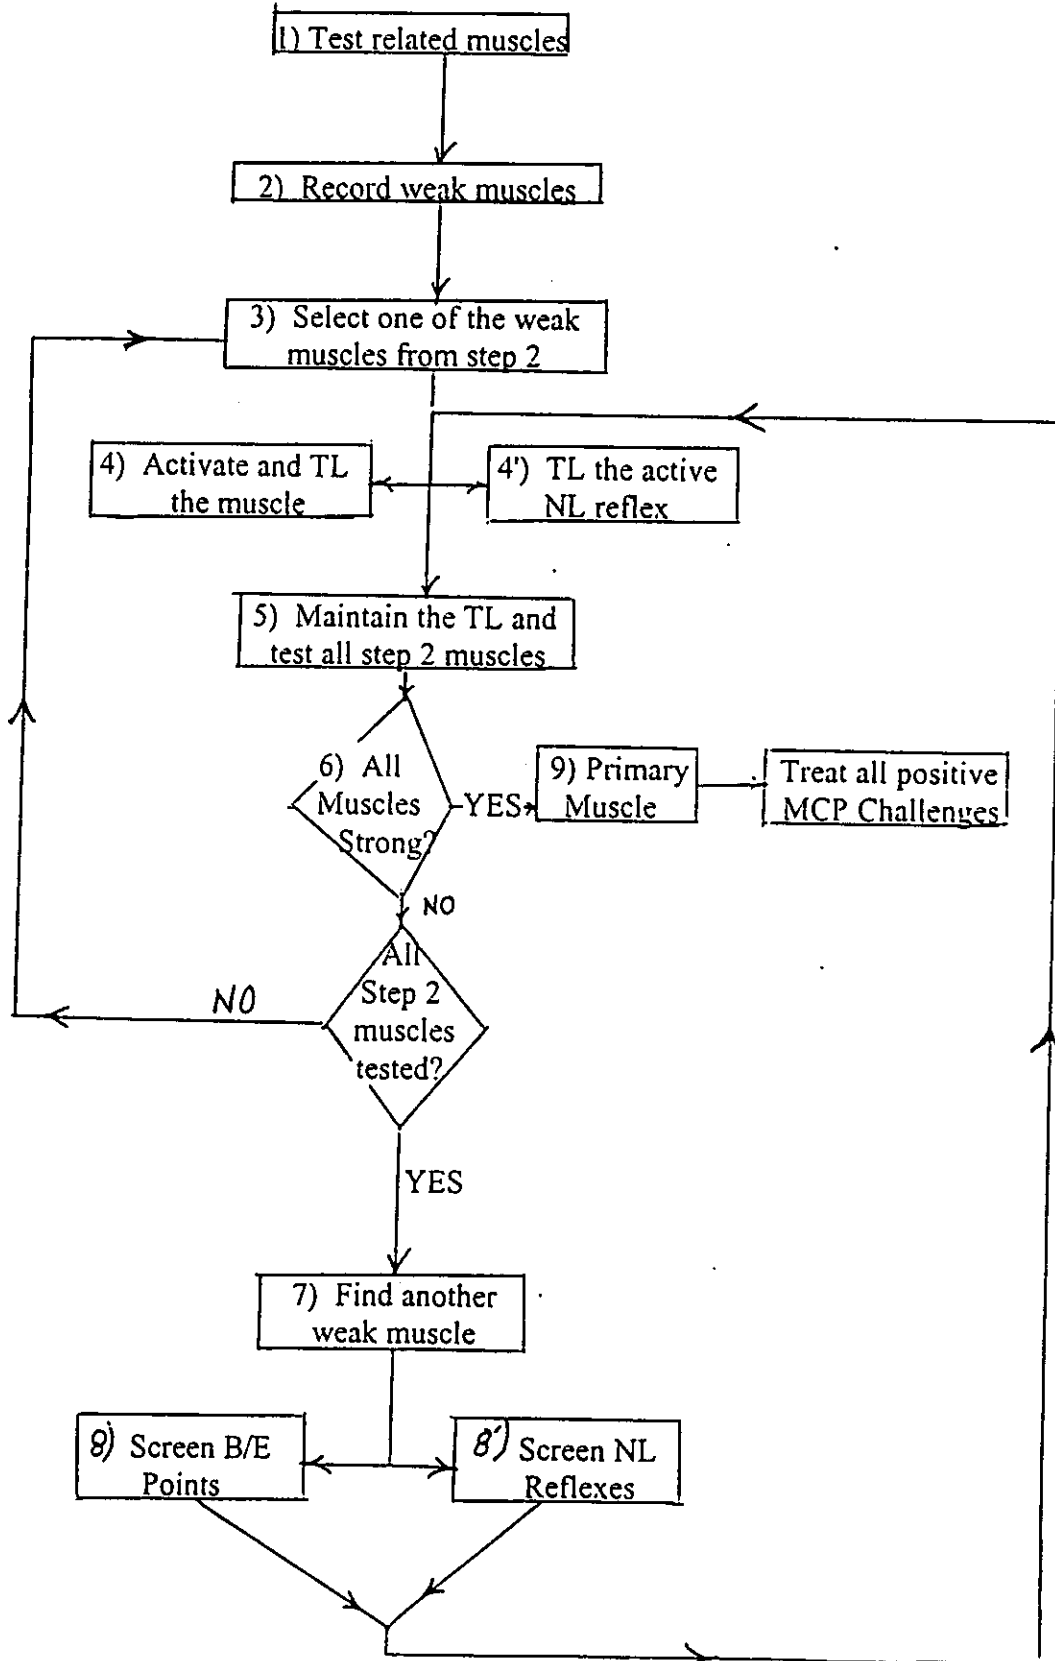 1) Test related muscles
2) Record weak muscles
3) Select one of the weak
muscles from step 2
4) Activate and TL
the muscle
4') TL the active
NL reflex
5) Maintain the TL and
test all step 2 muscles
6) All
Muscles
Strong?
YES
9) Primary
Muscle
Treat all positive
MCP Challenges
NO
All
Step 2
muscles
tested?
NO
YES
7) Find another
weak muscle
8) Screen B/E
Points
8') Screen NL
Reflexes